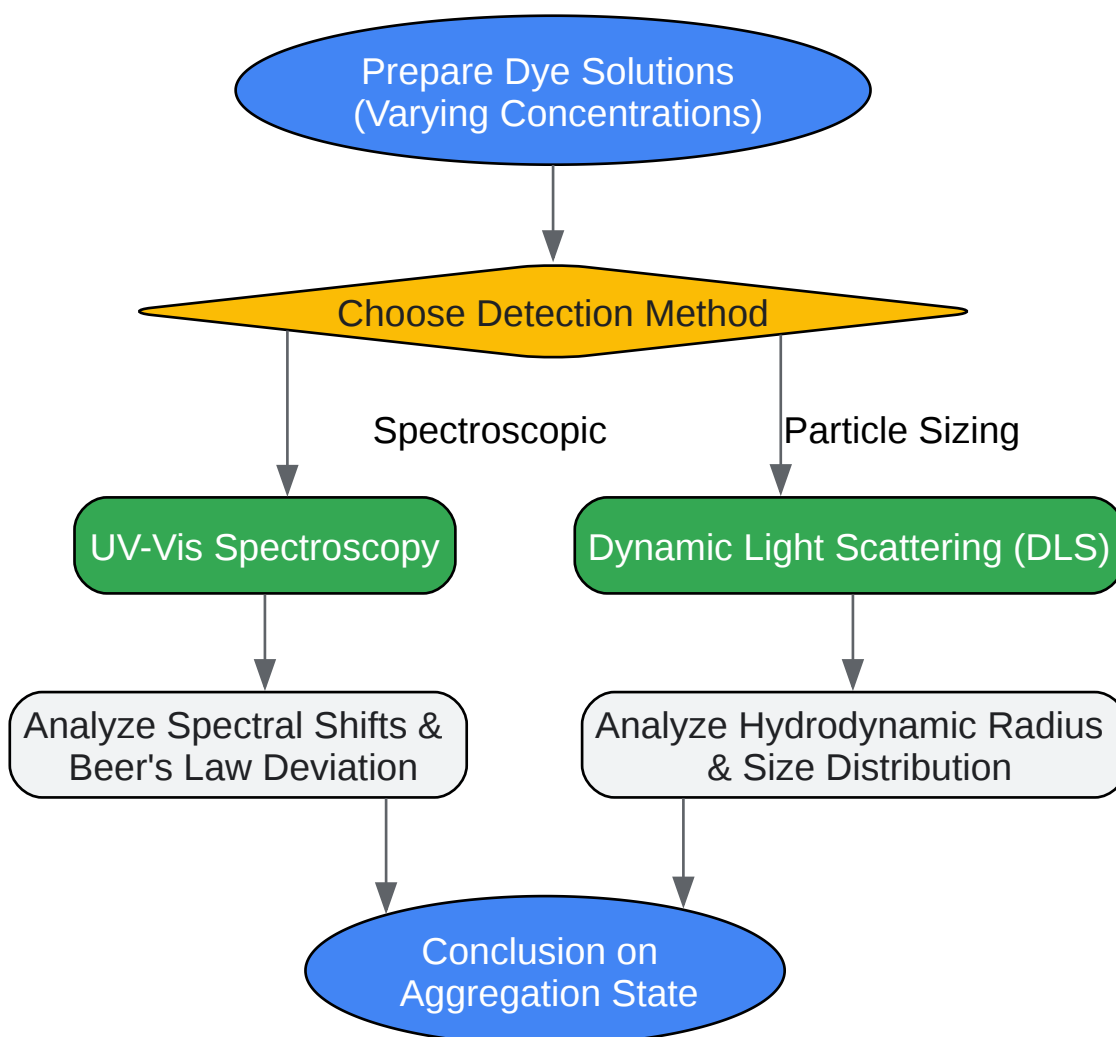 Prepare Dye Solutions
(Varying Concentrations)
Choose Detection Method
Spectroscopic
Particle Sizing
UV-Vis Spectroscopy
Dynamic Light Scattering (DLS)
Analyze Spectral Shifts &
Beer's Law Deviation
Analyze Hydrodynamic Radius
& Size Distribution
Conclusion on
Aggregation State